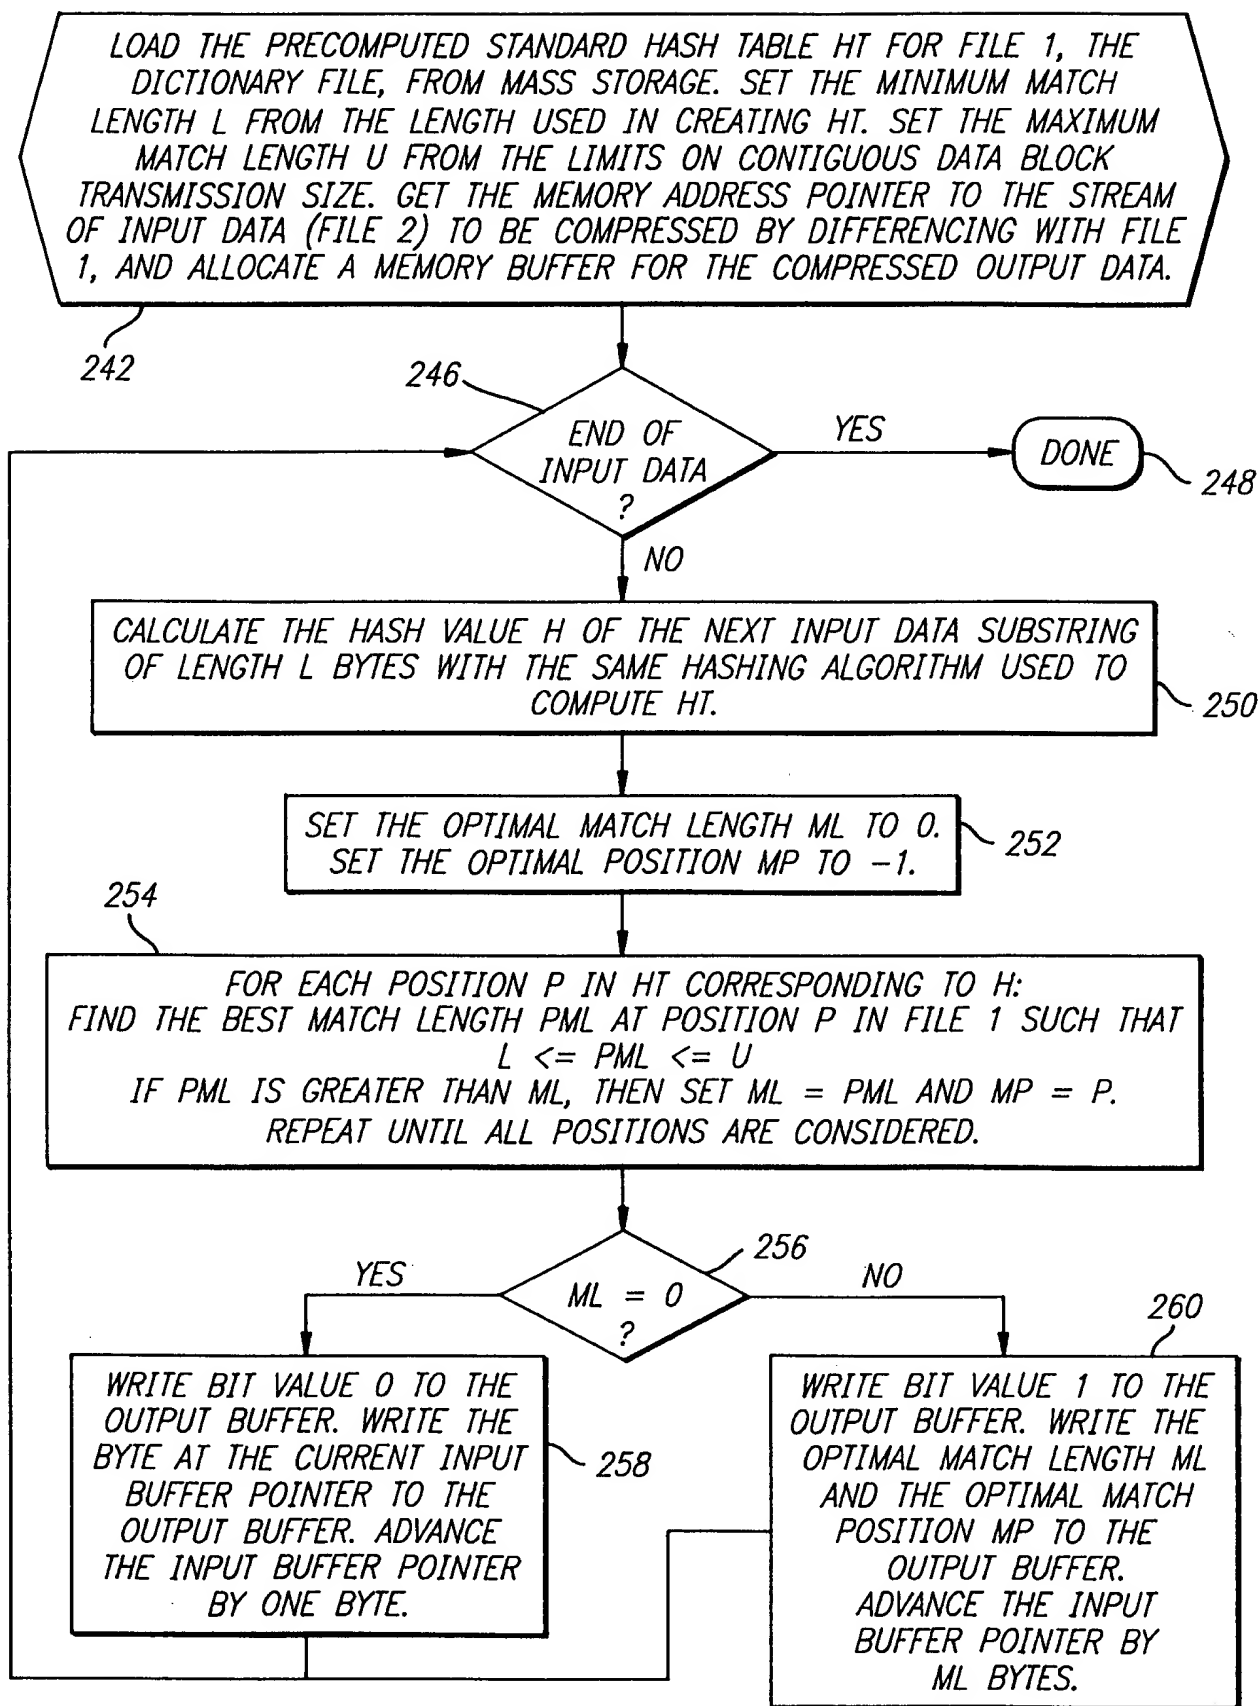 LOAD THE PRECOMPUTED STANDARD HASH TABLE HT FOR FILE 1, THE
DICTIONARY FILE, FROM MASS STORAGE. SET THE MINIMUM MATCH
LENGTH L FROM THE LENGTH USED IN CREATING HT. SET THE MAXIMUM
MATCH LENGTH U FROM THE LIMITS ON CONTIGUOUS DATA BLOCK
TRANSMISSION SIZE. GET THE MEMORY ADDRESS POINTER TO THE STREAM
OF INPUT DATA (FILE 2) TO BE COMPRESSED BY DIFFERENCING WITH FILE
1, AND ALLOCATE A MEMORY BUFFER FOR THE COMPRESSED OUTPUT DATA.
242
246
END OF
INPUT DATA
?
YES
DONE
248
NO
CALCULATE THE HASH VALUE H OF THE NEXT INPUT DATA SUBSTRING
OF LENGTH L BYTES WITH THE SAME HASHING ALGORITHM USED TO
COMPUTE HT.
250
SET THE OPTIMAL MATCH LENGTH ML TO 0.
SET THE OPTIMAL POSITION MP TO -1.
252
254
FOR EACH POSITION P IN HT CORRESPONDING TO H:
FIND THE BEST MATCH LENGTH PML AT POSITION P IN FILE 1 SUCH THAT
L <= PML <= U
IF PML IS GREATER THAN ML, THEN SET ML = PML AND MP = P.
REPEAT UNTIL ALL POSITIONS ARE CONSIDERED.
256
YES
ML = 0
?
NO
WRITE BIT VALUE 0 TO THE
OUTPUT BUFFER. WRITE THE
BYTE AT THE CURRENT INPUT
BUFFER POINTER TO THE
OUTPUT BUFFER. ADVANCE
THE INPUT BUFFER POINTER
BY ONE BYTE.
258
260
WRITE BIT VALUE 1 TO THE
OUTPUT BUFFER. WRITE THE
OPTIMAL MATCH LENGTH ML
AND THE OPTIMAL MATCH
POSITION MP TO THE
OUTPUT BUFFER.
ADVANCE THE INPUT
BUFFER POINTER BY
ML BYTES.